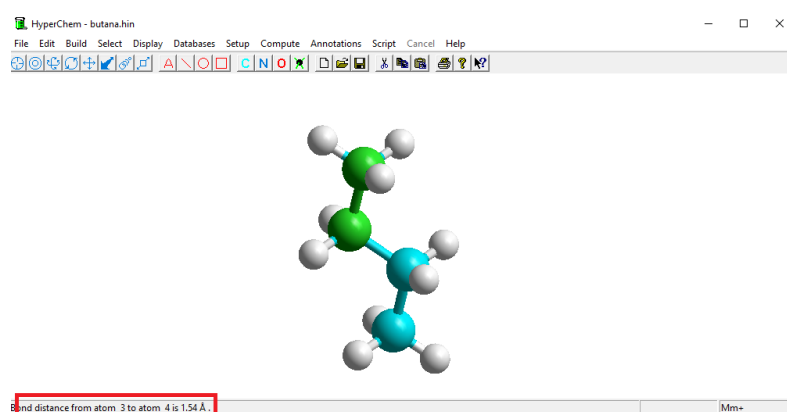 HyperChem - butana.hin
File Edit Build Select Display Databases Setup Compute Annotations Script Cancel Help
A C N O
Bond distance from atom 3 to atom 4 is 1.54 Å . Mm+